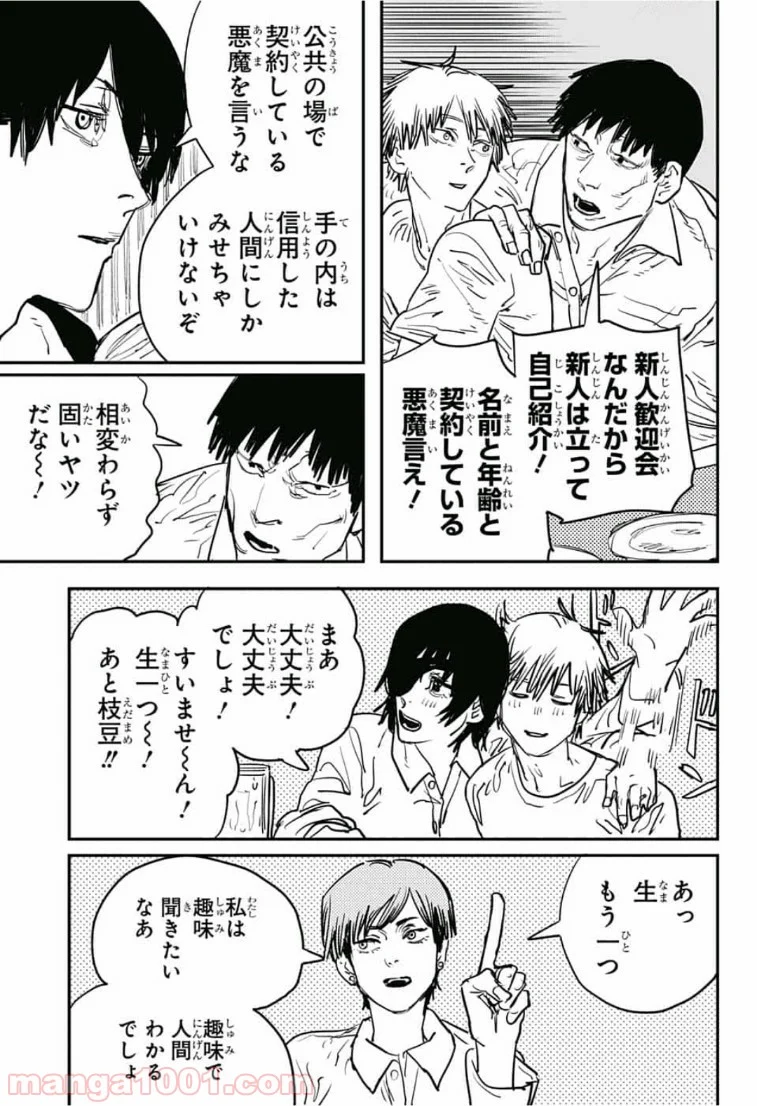 新人歓迎会
なんだから
新人は立って
自己紹介！
名前と年齢と
契約している
悪魔言え！
公共の場で
契約している
悪魔を言うな
手の内は
信用した
人間にしか
みせちゃ
いけないぞ
相変わらず
固いヤツ
だな〜！
まあ
大丈夫！
大丈夫
でしょ！
すいませ〜ん！
生一つ〜！
あと枝豆‼
あっ
生
もう一つ
私は
趣味
聞きたい
なあ
趣味で
人間
わかる
でしょ
manga1001.com